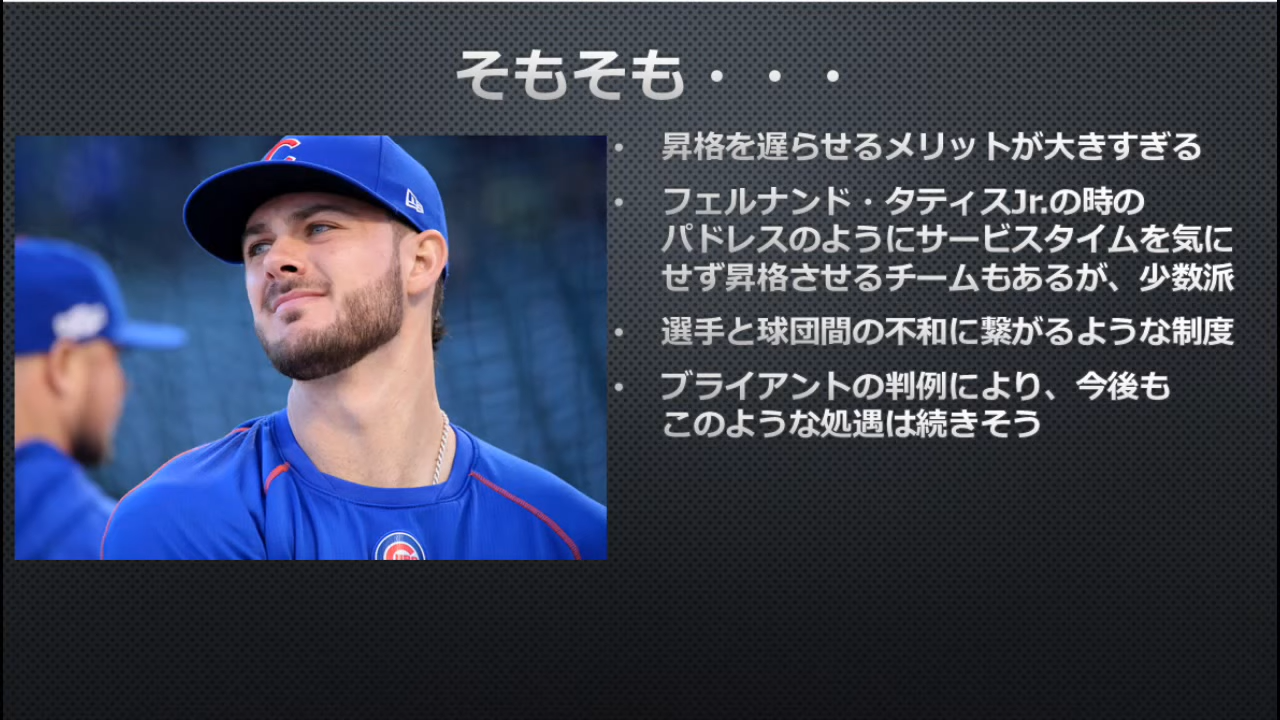 そもそも・・・
• 昇格を遅らせるメリットが大きすぎる
• フェルナンド・タティスJr.の時の
パドレスのようにサービスタイムを気に
せず昇格させるチームもあるが、少数派
• 選手と球団間の不和に繋がるような制度
• ブライアントの判例により、今後も
このような処遇は続きそう
C